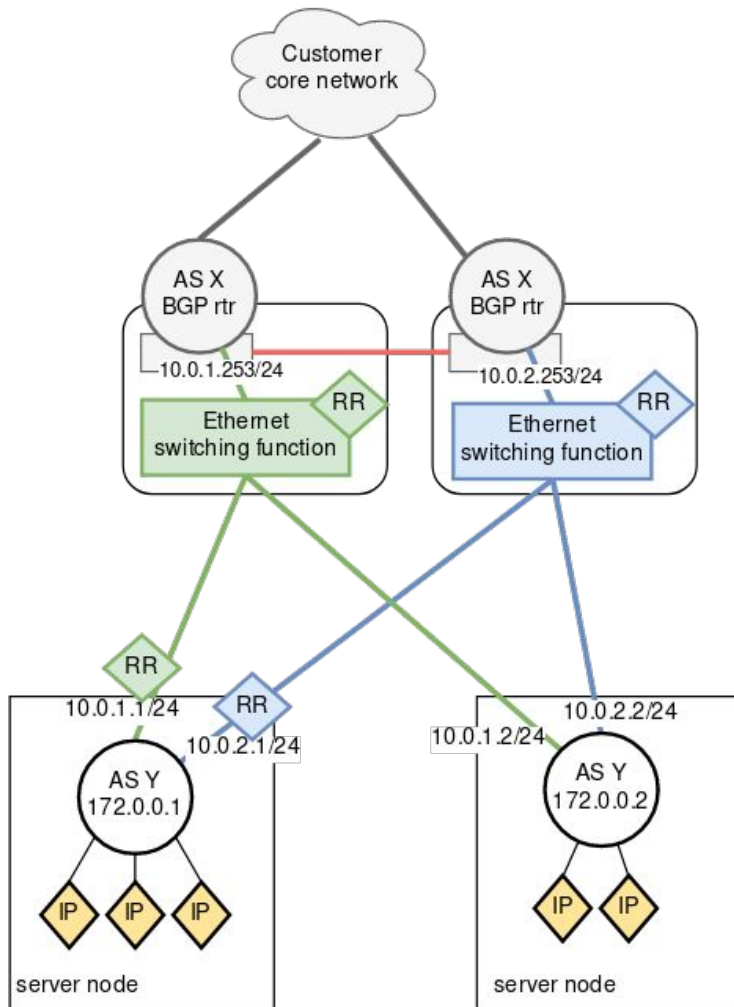 Customer
core network
AS X
BGP rtr
AS X
BGP rtr
10.0.1.253/24
10.0.2.253/24
RR
RR
Ethernet
switching function
Ethernet
switching function
RR
RR
10.0.1.1/24
10.0.2.1/24
10.0.1.2/24
10.0.2.2/24
AS Y
172.0.0.1
AS Y
172.0.0.2
IP
IP
IP
IP
IP
server node
server node